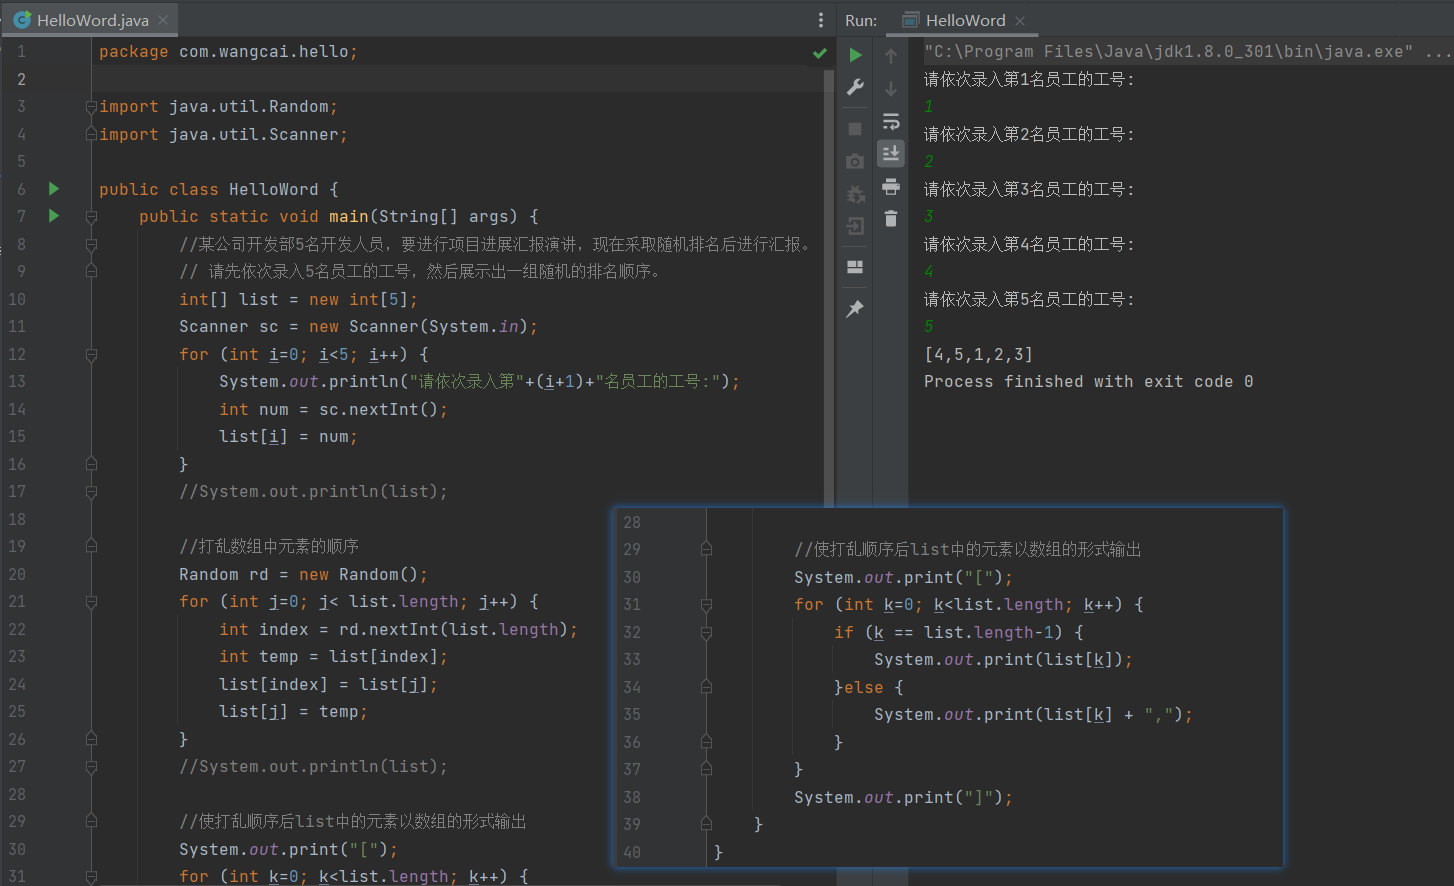 HelloWord.java
1 package com.wangcai.hello;
2
3 import java.util.Random;
4 import java.util.Scanner;
5
6 public class HelloWord {
7 public static void main(String[] args) {
8 //某公司开发部5名开发人员，要进行项目进展汇报演讲，现在采取随机排名后进行汇报。
9 // 请先依次录入5名员工的工号，然后展示出一组随机的排名顺序。
10 int[] list = new int[5];
11 Scanner sc = new Scanner(System.in);
12 for (int i=0; i<5; i++) {
13 System.out.println("请依次录入第"+(i+1)+"名员工的工号:");
14 int num = sc.nextInt();
15 list[i] = num;
16 }
17 //System.out.println(list);
18
19 //打乱数组中元素的顺序
20 Random rd = new Random();
21 for (int j=0; j< list.length; j++) {
22 int index = rd.nextInt(list.length);
23 int temp = list[index];
24 list[index] = list[j];
25 list[j] = temp;
26 }
27 //System.out.println(list);
28
29 //使打乱顺序后list中的元素以数组的形式输出
30 System.out.print("[");
31 for (int k=0; k<list.length; k++) {
28
29 //使打乱顺序后list中的元素以数组的形式输出
30 System.out.print("[");
31 for (int k=0; k<list.length; k++) {
32 if (k == list.length-1) {
33 System.out.print(list[k]);
34 }else {
35 System.out.print(list[k] + ",");
36 }
37 }
38 System.out.print("]");
39 }
40 }
Run: HelloWord
"C:\Program Files\Java\jdk1.8.0_301\bin\java.exe" ...
请依次录入第1名员工的工号:
1
请依次录入第2名员工的工号:
2
请依次录入第3名员工的工号:
3
请依次录入第4名员工的工号:
4
请依次录入第5名员工的工号:
5
[4,5,1,2,3]
Process finished with exit code 0